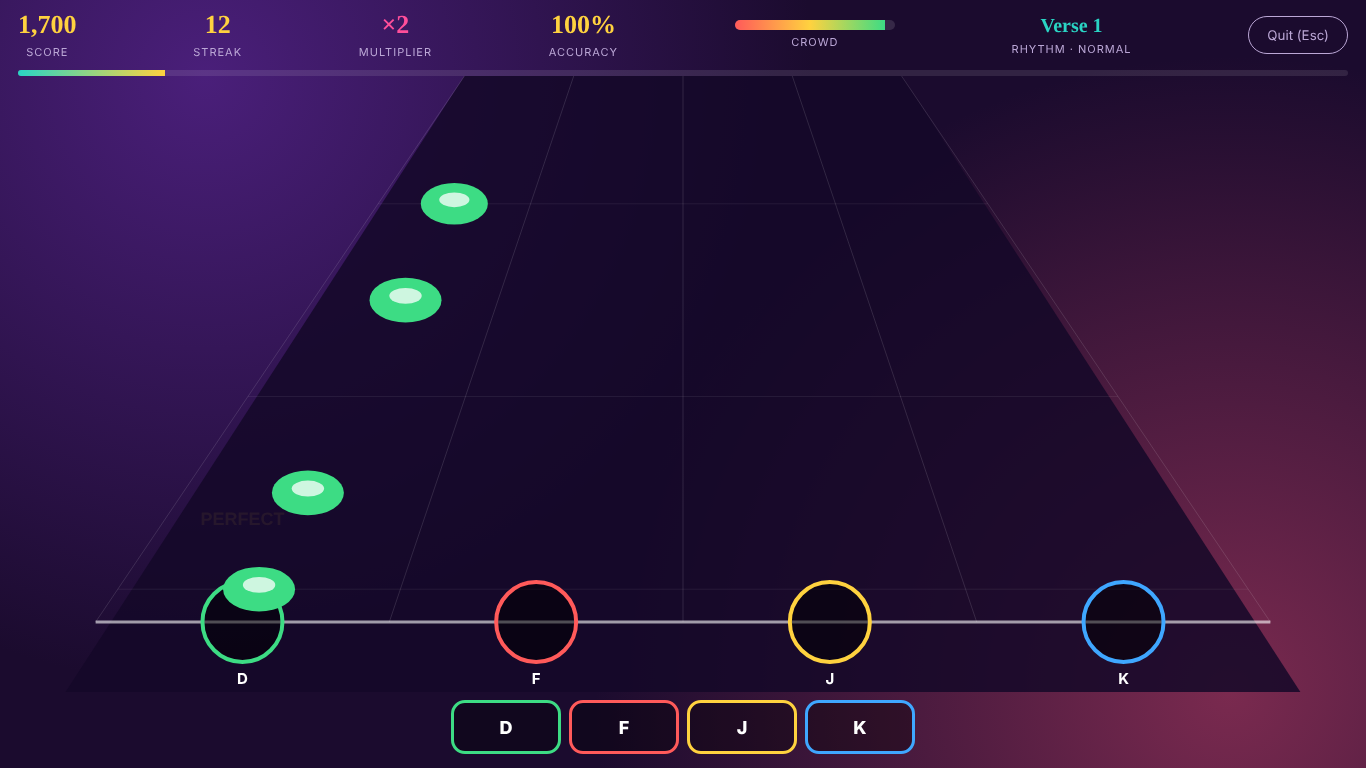 1,700
SCORE
12
STREAK
×2
MULTIPLIER
100%
ACCURACY
CROWD
Verse 1
RHYTHM · NORMAL
Quit (Esc)
PERFECT
D
F
J
K
D
F
J
K